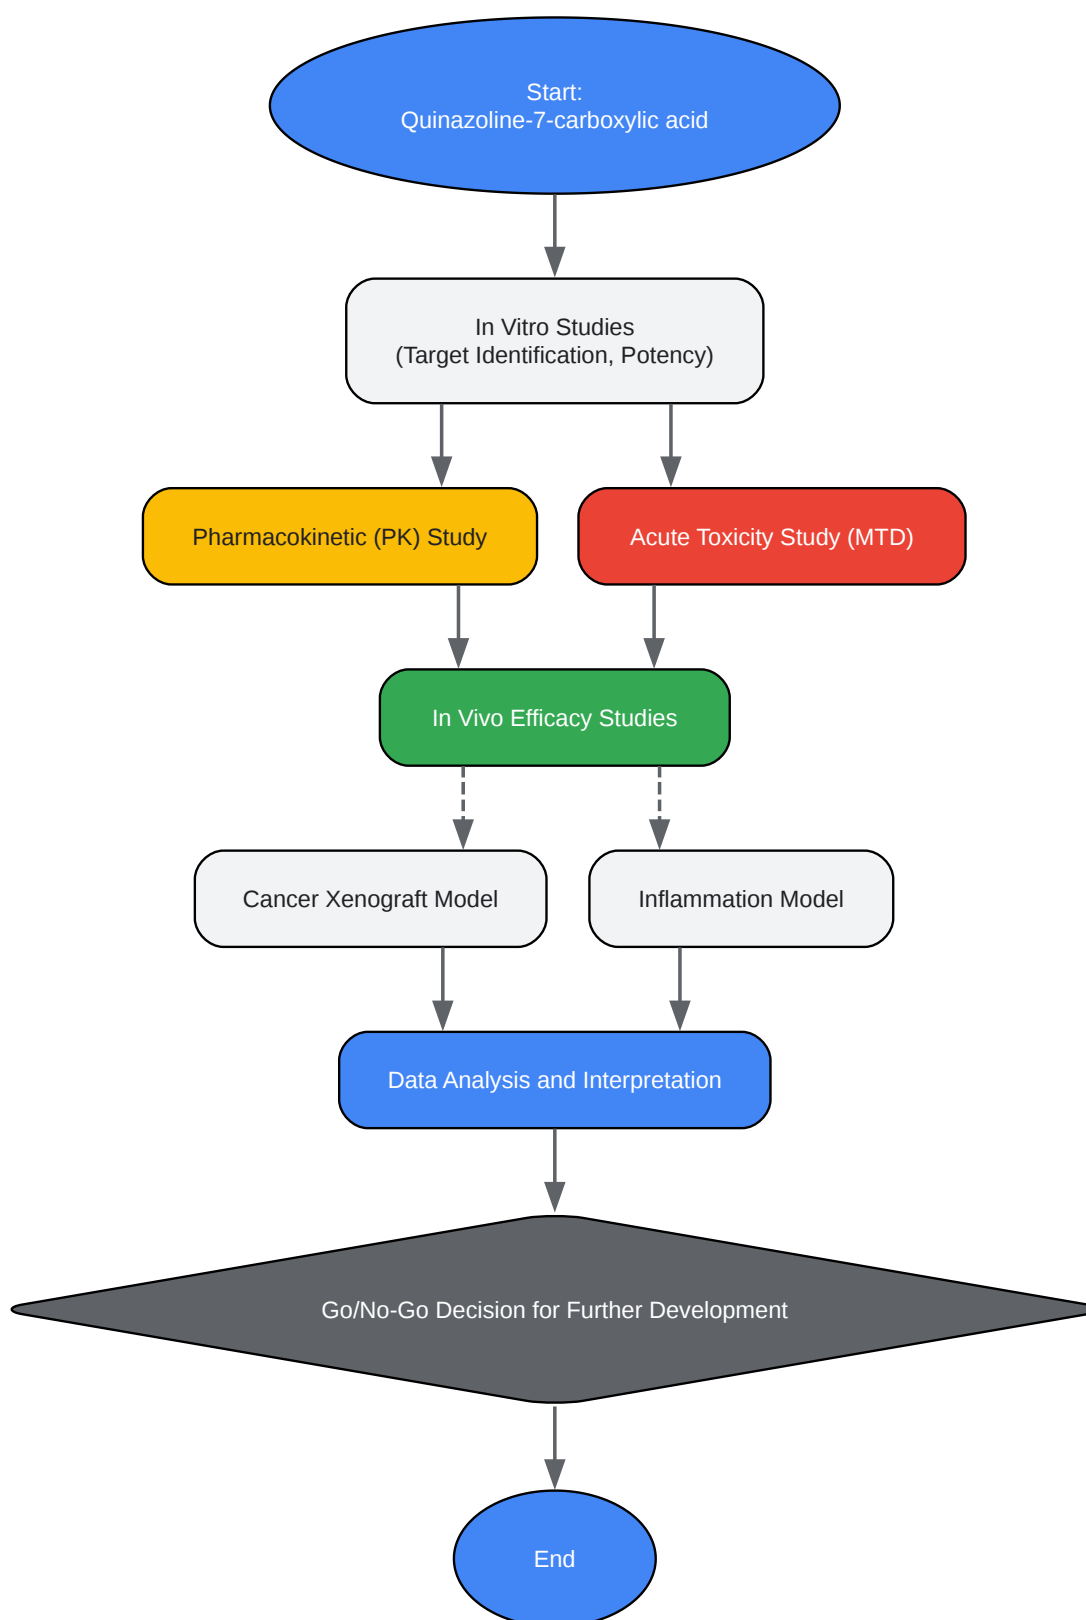 Start:
Quinazoline-7-carboxylic acid
In Vitro Studies
(Target Identification, Potency)
Pharmacokinetic (PK) Study
Acute Toxicity Study (MTD)
In Vivo Efficacy Studies
Cancer Xenograft Model
Inflammation Model
Data Analysis and Interpretation
Go/No-Go Decision for Further Development
End